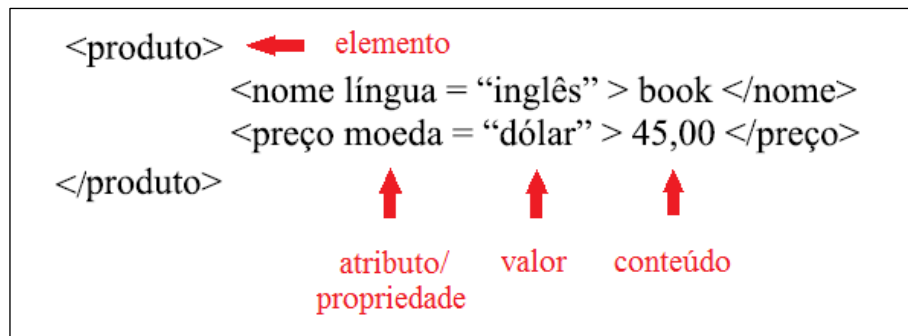 <produto> elemento
<nome língua = “inglês” > book </nome>
<preço moeda = “dólar” > 45,00 </preço>
</produto>
atributo/ valor conteúdo
propriedade